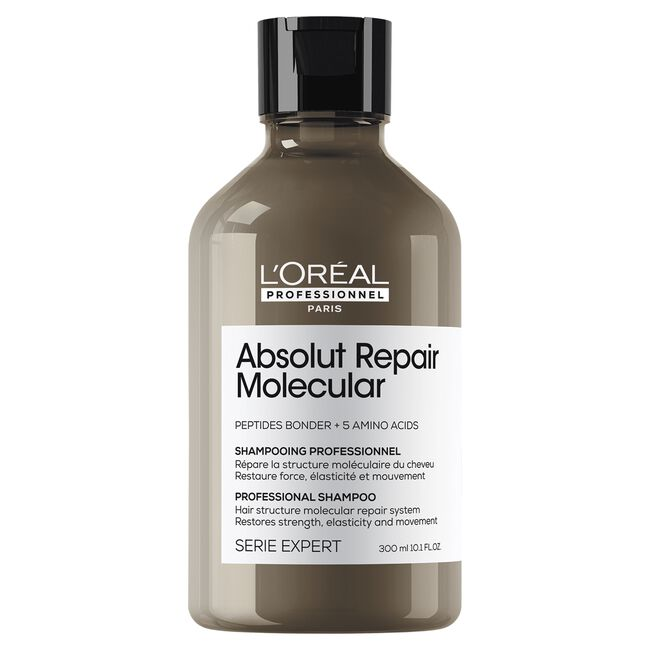 L'ORÉAL
PROFESSIONNEL
PARIS
Absolut Repair
Molecular
PEPTIDES BONDER + 5 AMINO ACIDS
SHAMPOOING PROFESSIONNEL
Répare la structure moléculaire du cheveu
Restaure force, élasticité et mouvement
PROFESSIONAL SHAMPOO
Hair structure molecular repair system
Restores strength, elasticity and movement
SERIE EXPERT
300 ml 10.1 FL.OZ.